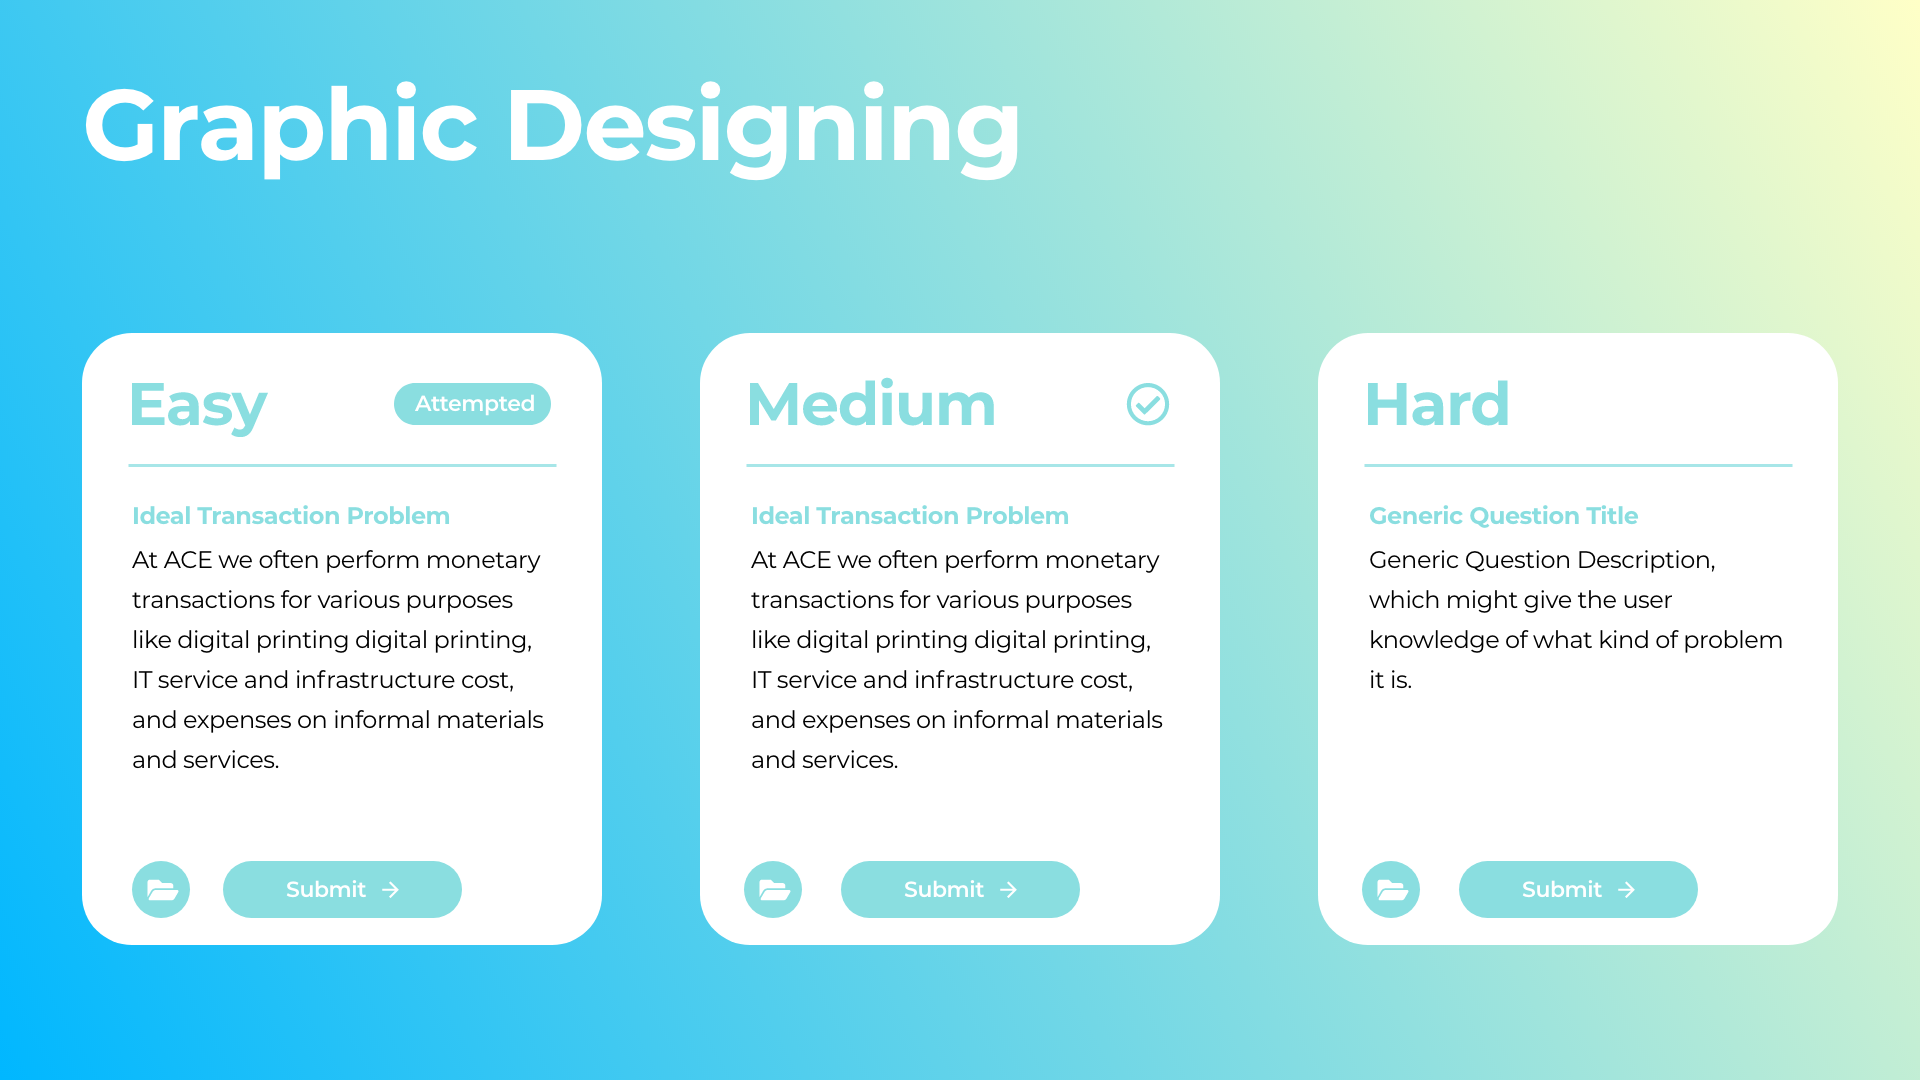 Graphic Designing
Easy
Attempted
Ideal Transaction Problem
At ACE we often perform monetary
transactions for various purposes
like digital printing digital printing,
IT service and infrastructure cost,
and expenses on informal materials
and services.
Submit →
Medium
Ideal Transaction Problem
At ACE we often perform monetary
transactions for various purposes
like digital printing digital printing,
IT service and infrastructure cost,
and expenses on informal materials
and services.
Submit →
Hard
Generic Question Title
Generic Question Description,
which might give the user
knowledge of what kind of problem
it is.
Submit →